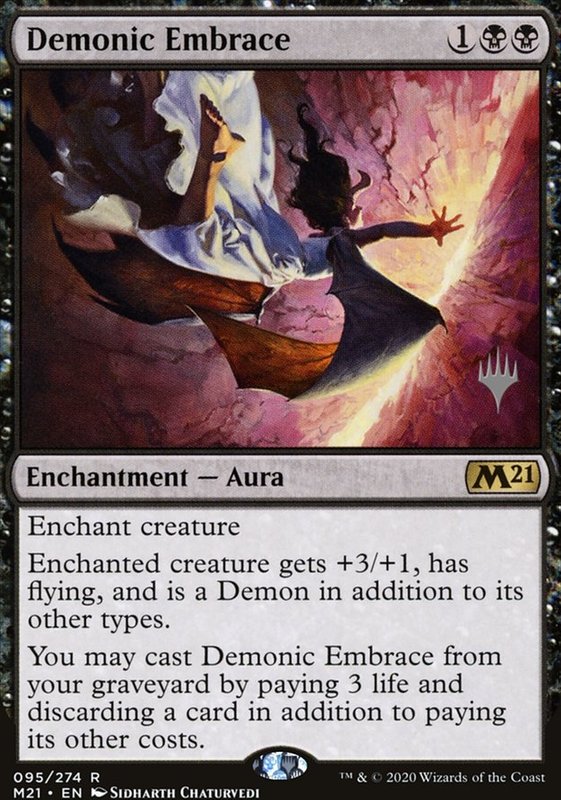 Demonic Embrace 1
Enchantment — Aura
M21
Enchant creature
Enchanted creature gets +3/+1, has
flying, and is a Demon in addition to its
other types.
You may cast Demonic Embrace from
your graveyard by paying 3 life and
discarding a card in addition to paying
its other costs.
095/274 R
™ & © 2020 Wizards of the Coast
M21 • EN Sidharth Chaturvedi